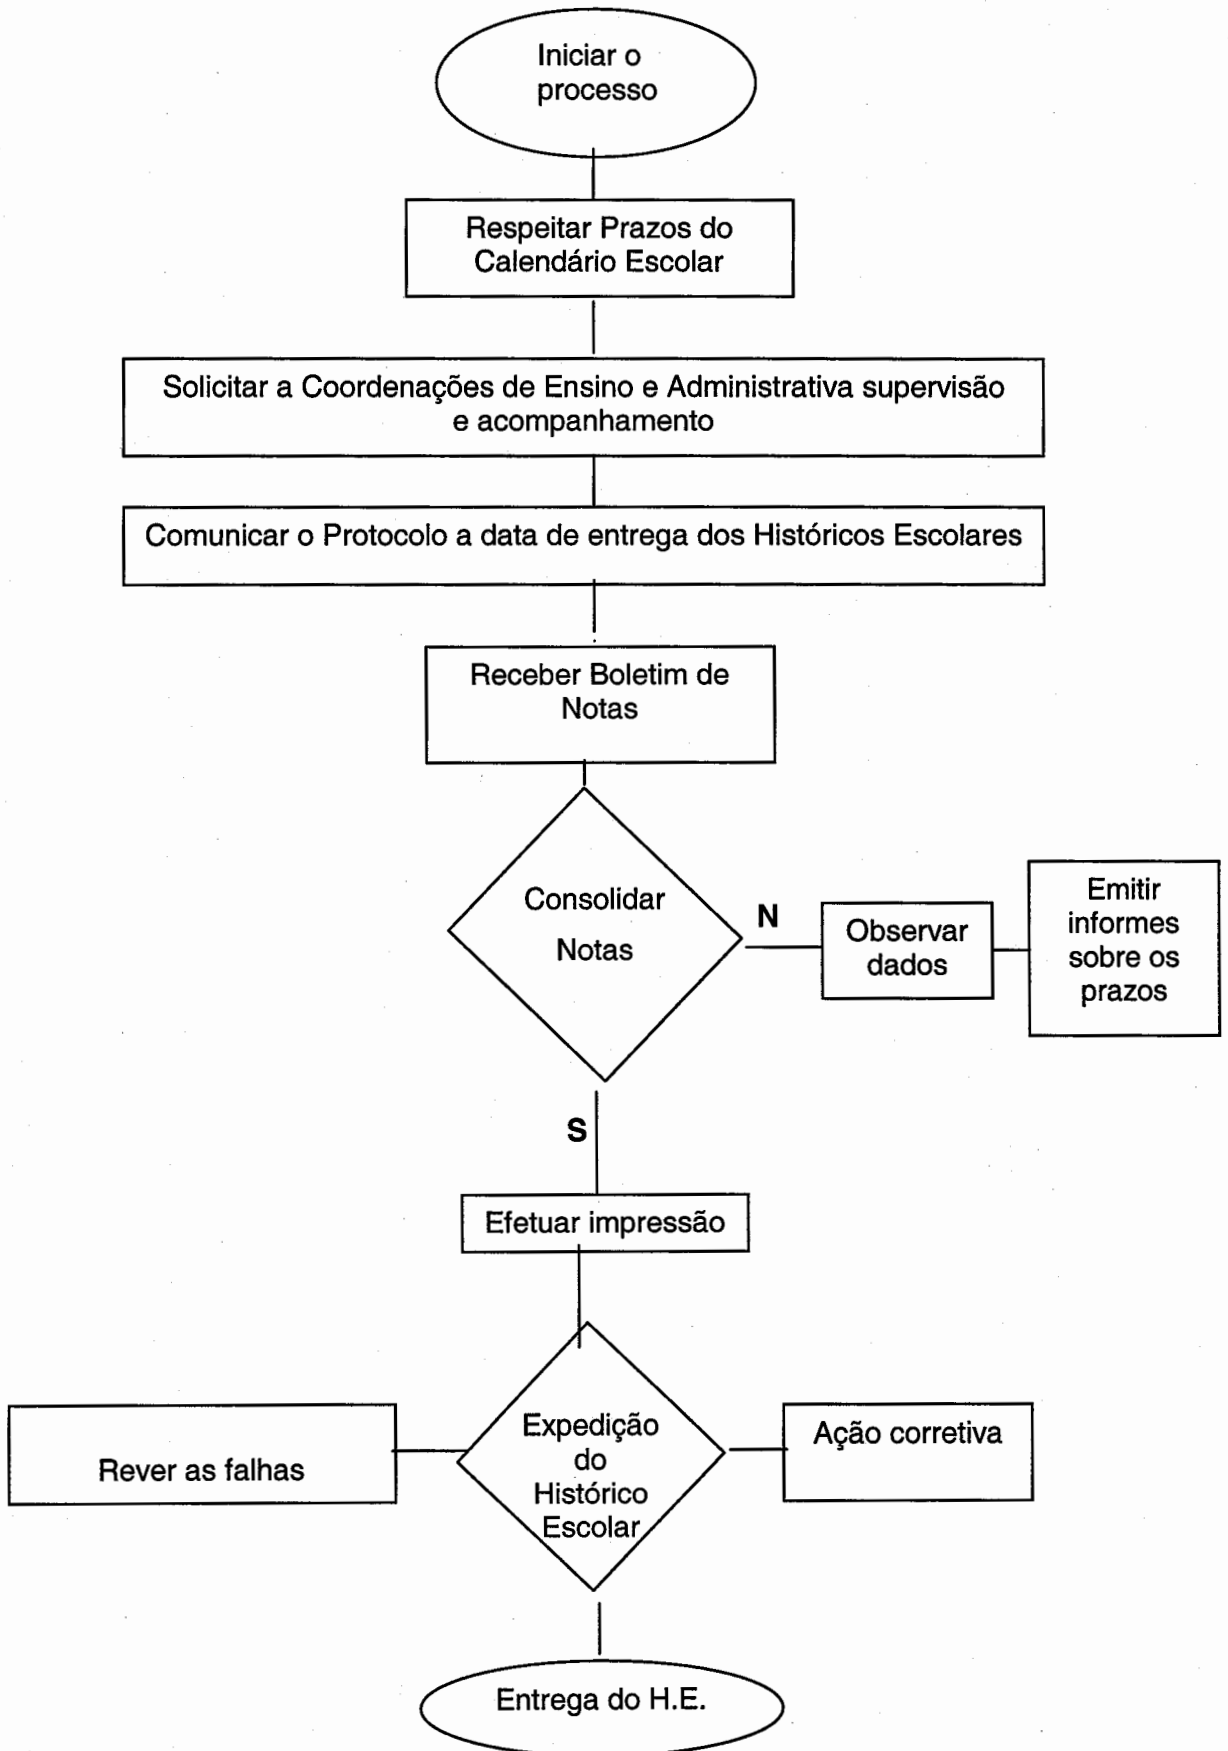 Iniciar o
processo
Respeitar Prazos do
Calendário Escolar
Solicitar a Coordenações de Ensino e Administrativa supervisão
e acompanhamento
Comunicar o Protocolo a data de entrega dos Históricos Escolares
Receber Boletim de
Notas
Consolidar
Notas
N
Observar
dados
Emitir
informes
sobre os
prazos
S
Efetuar impressão
Rever as falhas
Expedição
do
Histórico
Escolar
Ação corretiva
Entrega do H.E.